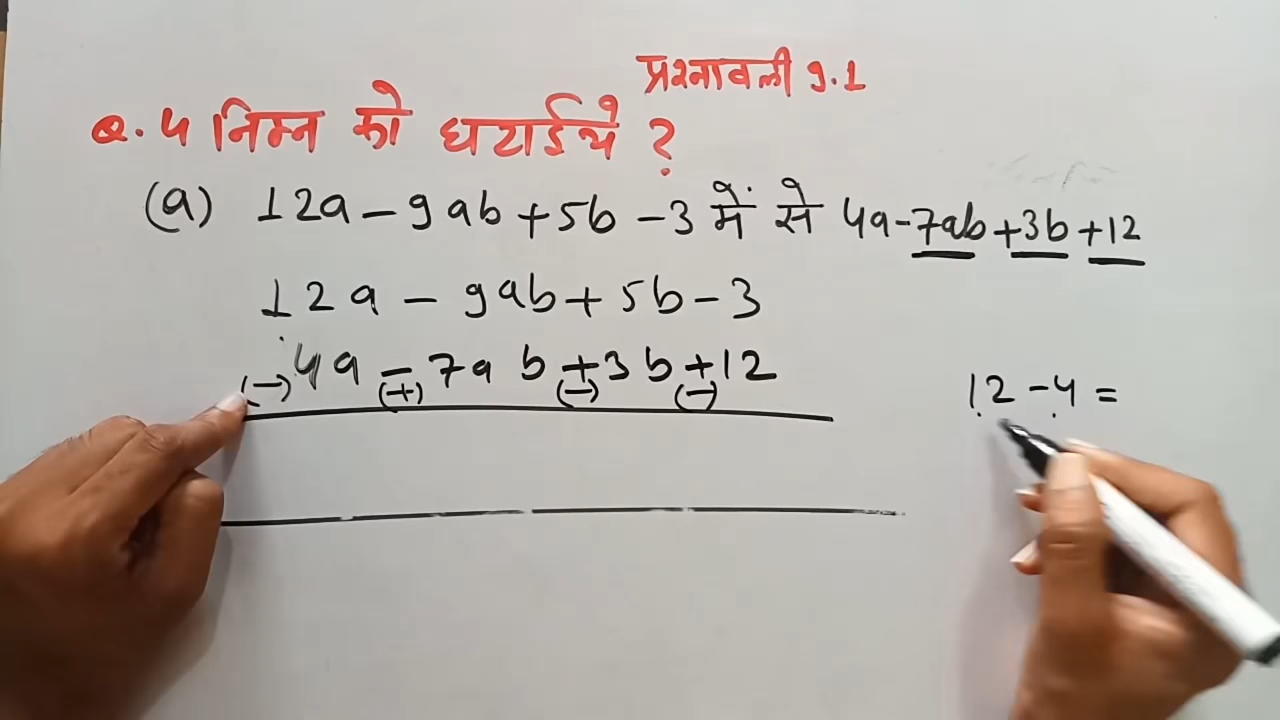 प्रश्नावली 9.1
Q. 4 निम्न को घटाईये ?
(a) 12a - 9ab + 5b - 3 में से 4a - 7ab + 3b + 12
12a - 9ab + 5b - 3
4a - 7ab + 3b + 12
(-) (+) (-) (-)
12 - 4 =